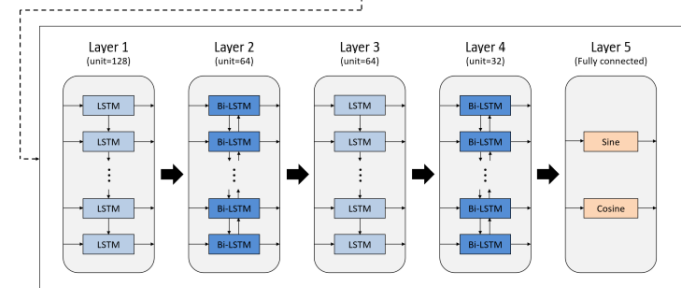 Layer 1
(unit=128)
LSTM
LSTM
LSTM
LSTM
Layer 2
(unit=64)
Bi-LSTM
Bi-LSTM
Bi-LSTM
Bi-LSTM
Layer 3
(unit=64)
LSTM
LSTM
LSTM
LSTM
Layer 4
(unit=32)
Bi-LSTM
Bi-LSTM
Bi-LSTM
Bi-LSTM
Layer 5
(Fully connected)
Sine
Cosine